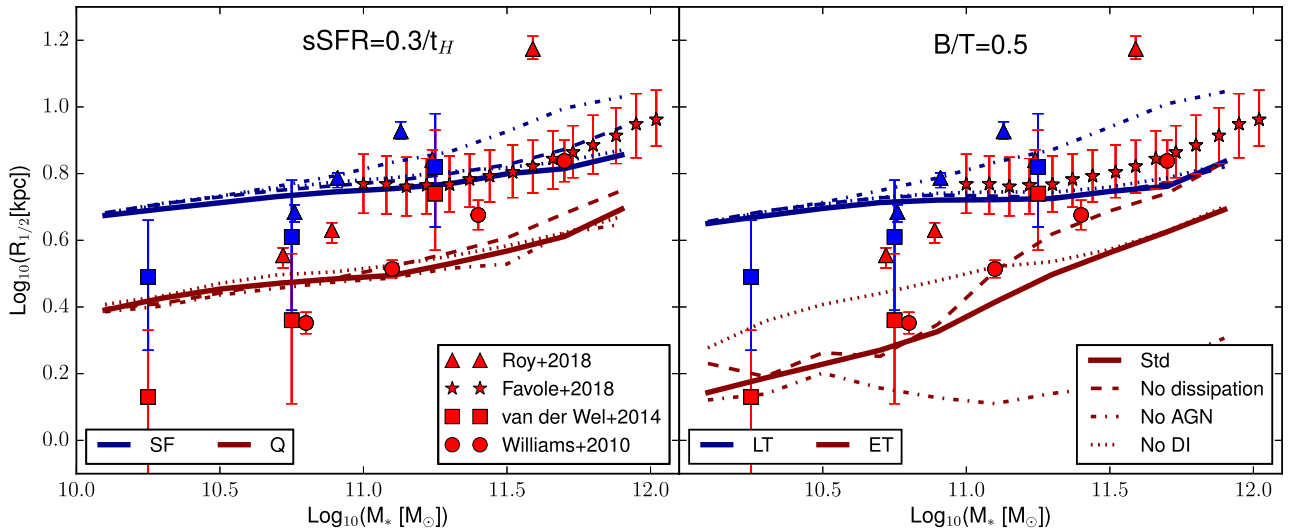 sSFR=0.3/t_H
B/T=0.5
Log₁₀(R₁/₂[kpc])
1.2
1.0
0.8
0.6
0.4
0.2
0.0
Roy+2018
Favole+2018
van der Wel+2014
Williams+2010
SF Q
Std
No dissipation
No AGN
No DI
LT ET
10.0 10.5 11.0 11.5 12.0
10.5 11.0 11.5 12.0
Log₁₀(M∗ [M⊙])
Log₁₀(M∗ [M⊙])